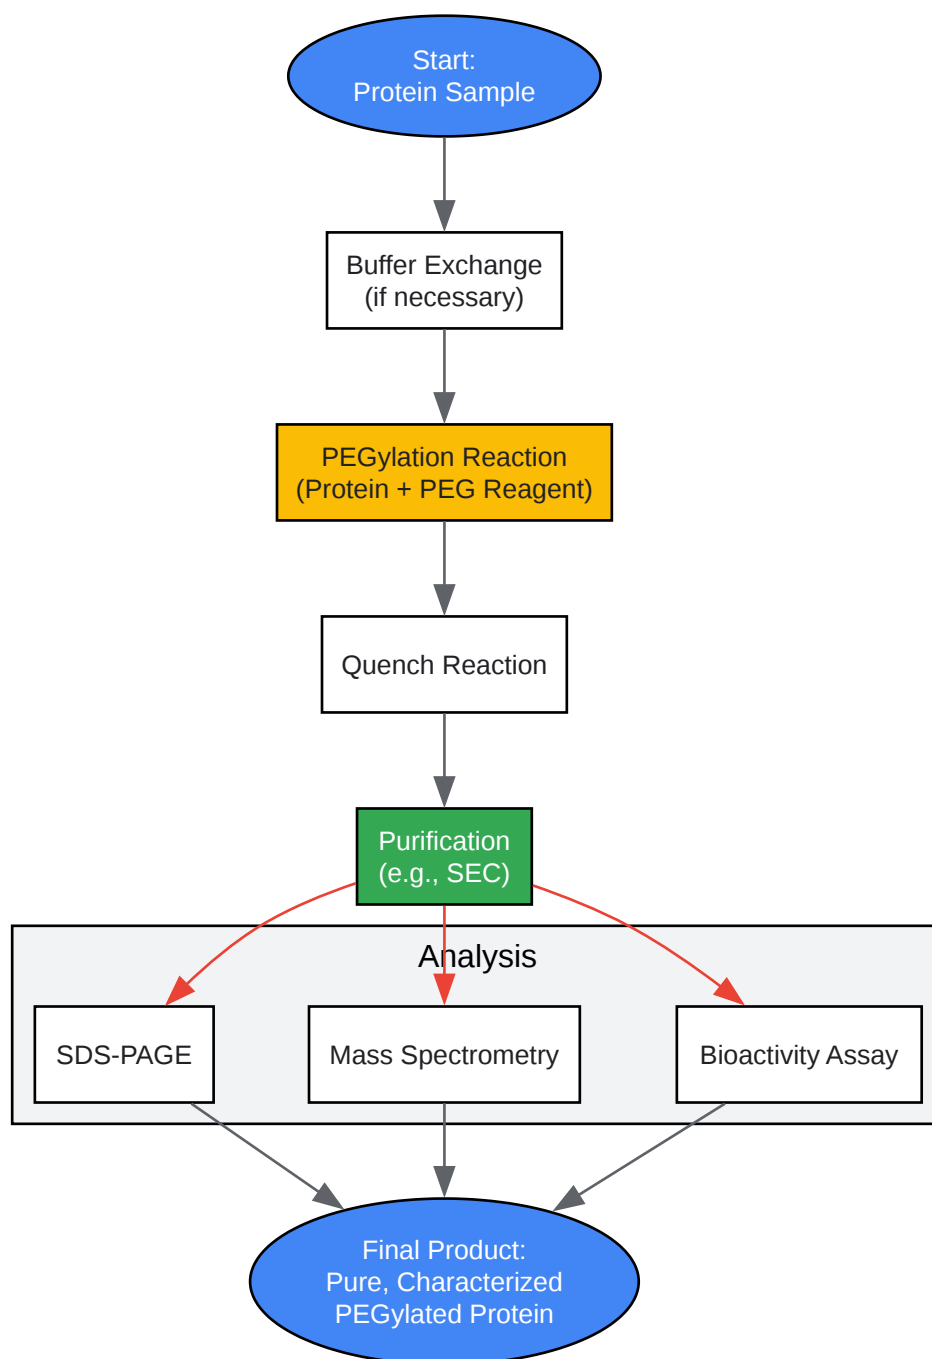 Start:
Protein Sample
Buffer Exchange
(if necessary)
PEGylation Reaction
(Protein + PEG Reagent)
Quench Reaction
Purification
(e.g., SEC)
Analysis
SDS-PAGE
Mass Spectrometry
Bioactivity Assay
Final Product:
Pure, Characterized
PEGylated Protein